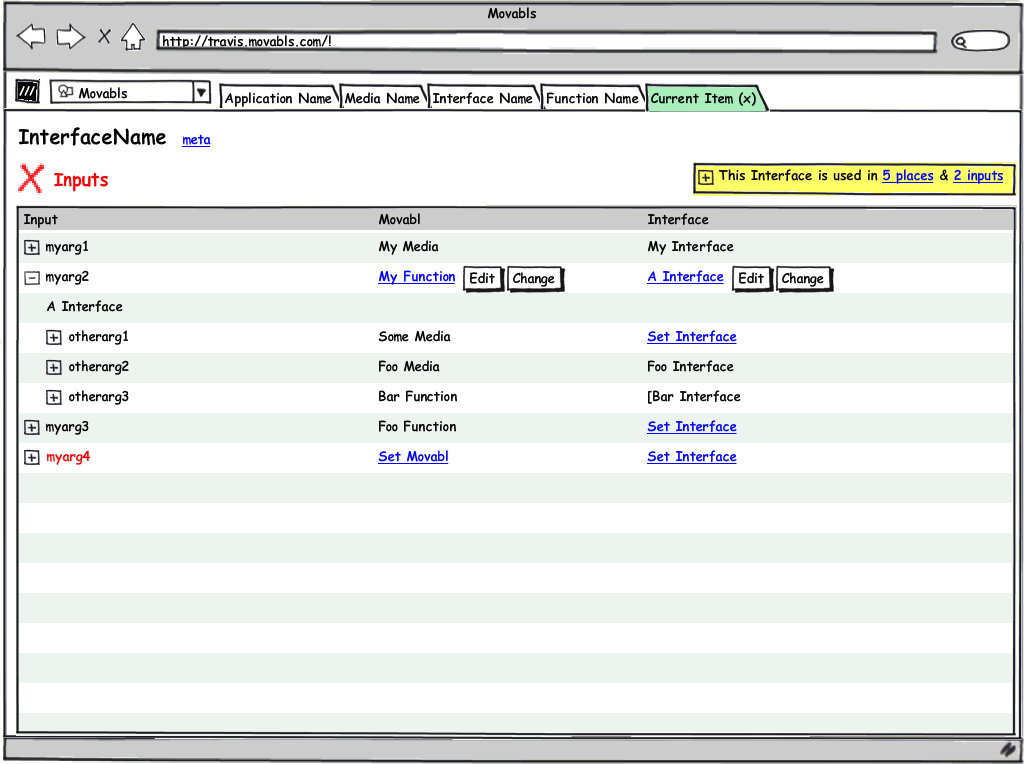 Movabls
http://travis.movabls.com/!
Movabls Application Name Media Name Interface Name Function Name Current Item (x)
InterfaceName meta
Inputs
This Interface is used in 5 places & 2 inputs
Input Movabl Interface
myarg1 My Media My Interface
myarg2 My Function Edit Change A Interface Edit Change
A Interface
otherarg1 Some Media Set Interface
otherarg2 Foo Media Foo Interface
otherarg3 Bar Function [Bar Interface
myarg3 Foo Function Set Interface
myarg4 Set Movabl Set Interface